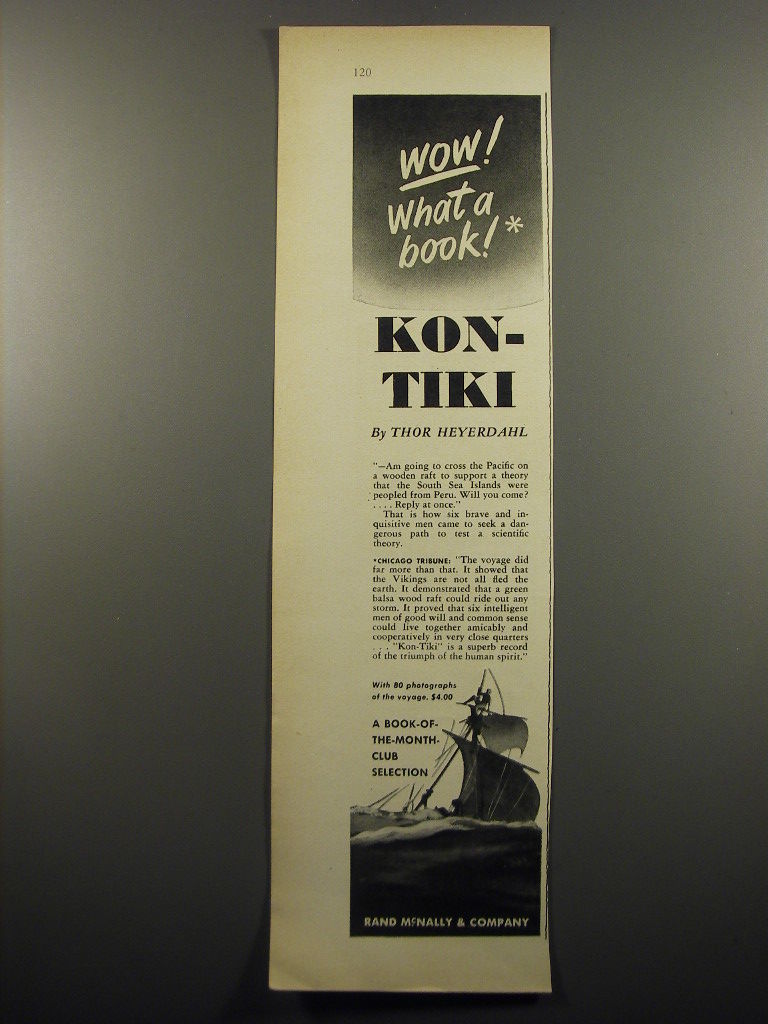 120
WOW!
What a
book!*
KON-
TIKI
By THOR HEYERDAHL
"—Am going to cross the Pacific on
a wooden raft to support a theory
that the South Sea Islands were
peopled from Peru. Will you come?
. . . . Reply at once."
That is how six brave and in-
quisitive men came to seek a dan-
gerous path to test a scientific
theory.
*CHICAGO TRIBUNE: "The voyage did
far more than that. It showed that
the Vikings are not all fled the
earth. It demonstrated that a green
balsa wood raft could ride out any
storm. It proved that six intelligent
men of good will and common sense
could live together amicably and
cooperatively in very close quarters
. . . "Kon-Tiki" is a superb record
of the triumph of the human spirit."
With 80 photographs
of the voyage. $4.00
A BOOK-OF-
THE-MONTH-
CLUB
SELECTION
RAND McNALLY & COMPANY